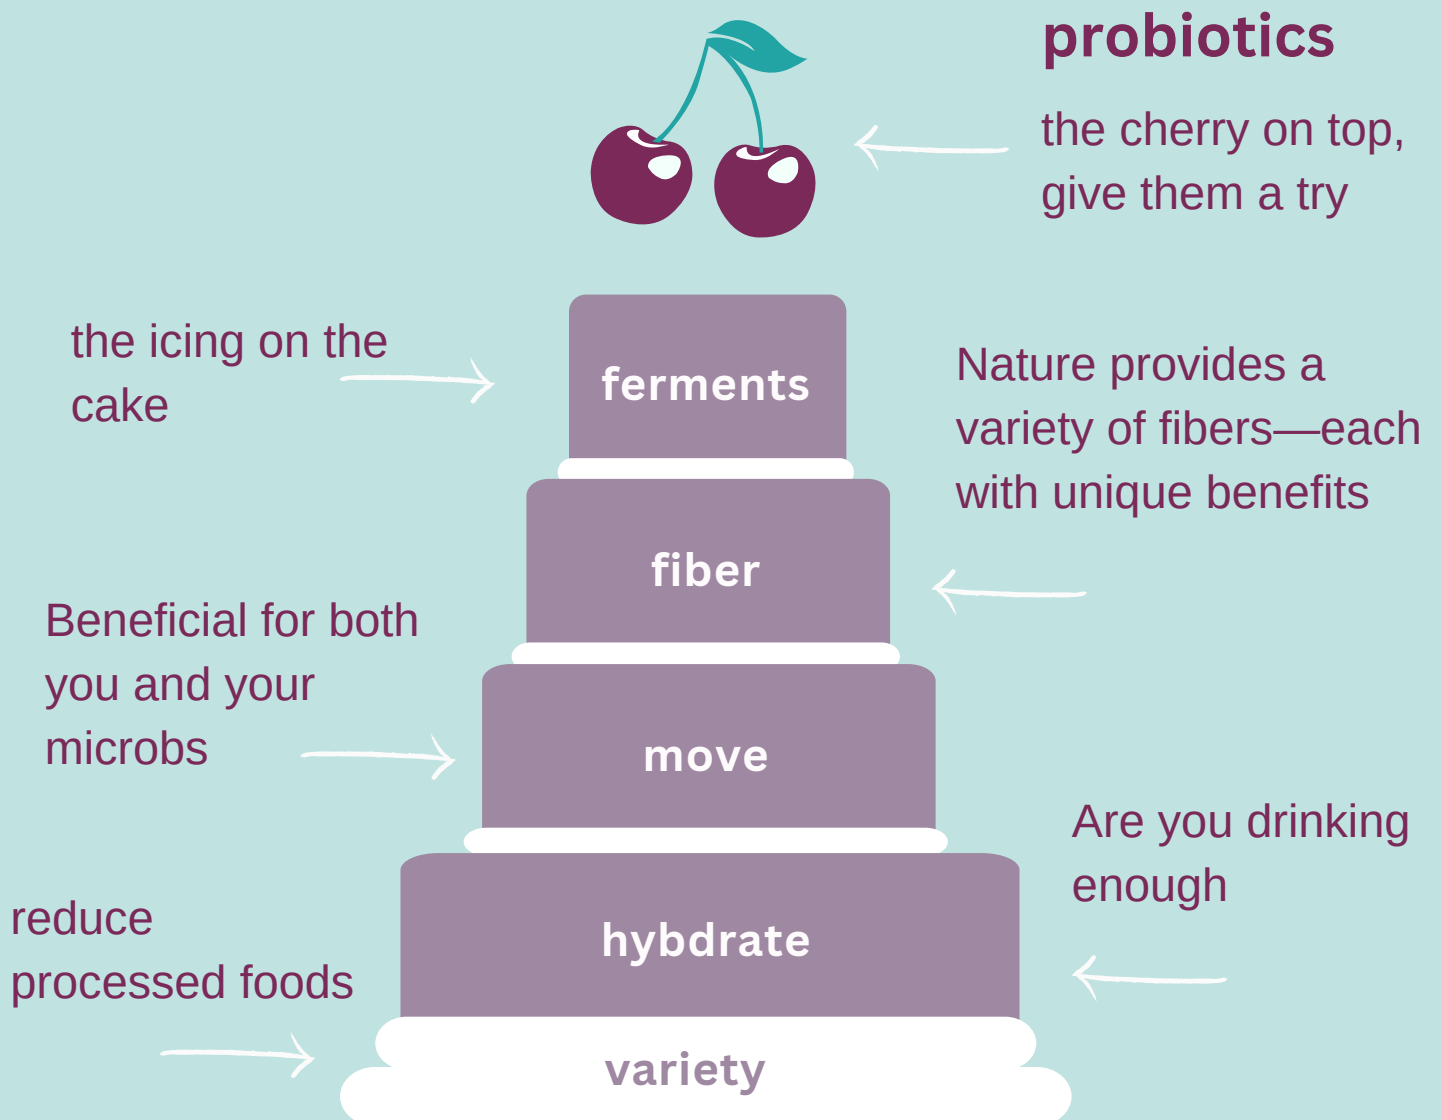 probiotics
the cherry on top,
give them a try
the icing on the
cake
ferments
Nature provides a
variety of fibers—each
with unique benefits
fiber
Beneficial for both
you and your
microbs
move
Are you drinking
enough
hybdrate
reduce
processed foods
variety